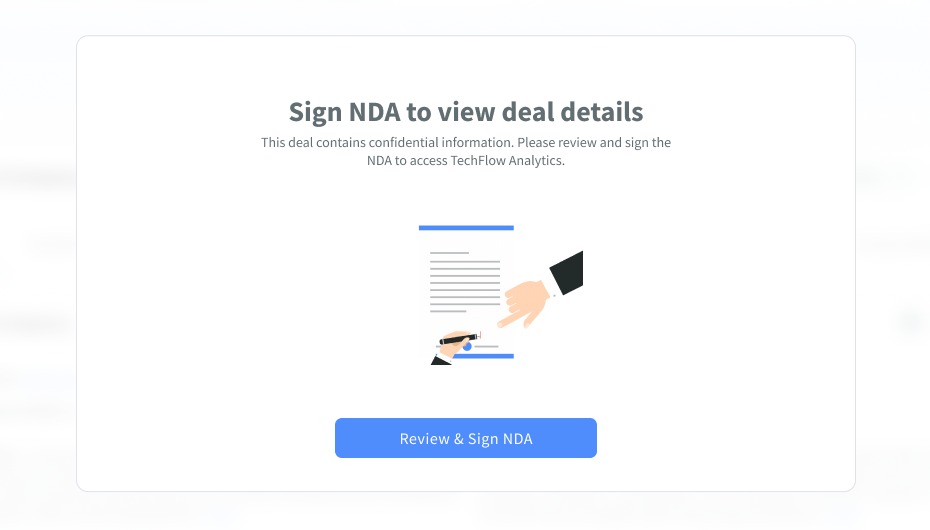 Sign NDA to view deal details
This deal contains confidential information. Please review and sign the
NDA to access TechFlow Analytics.
Review & Sign NDA